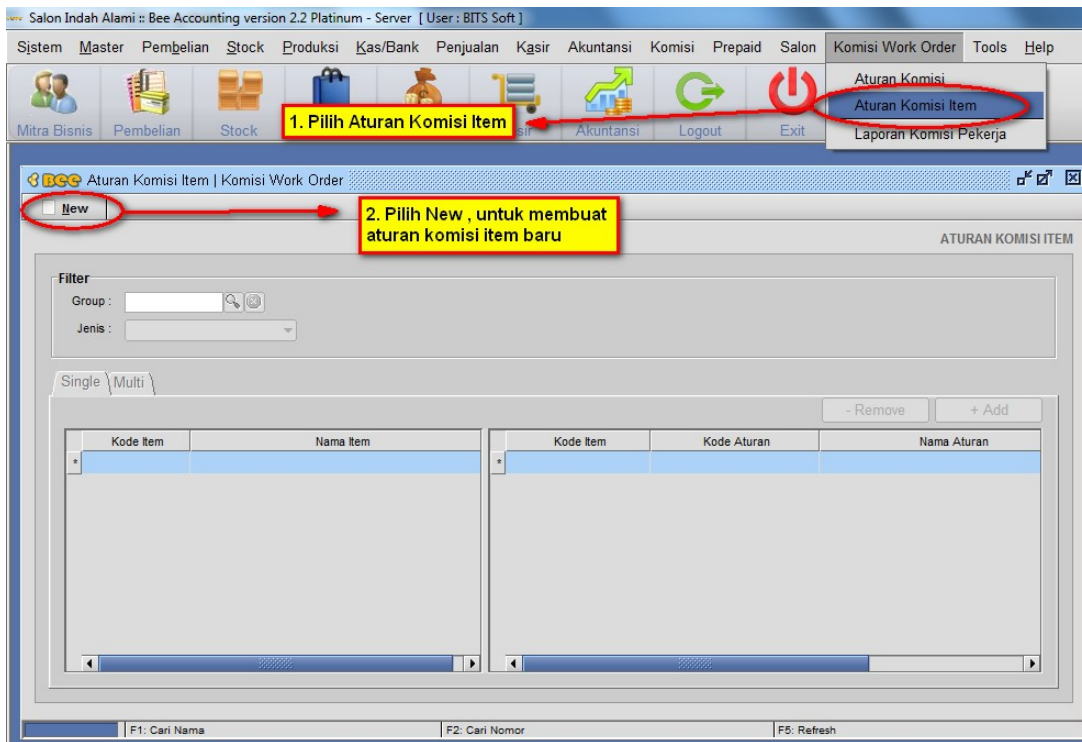 Salon Indah Alami :: Bee Accounting version 2.2 Platinum - Server [ User : BITS Soft ]
Sistem Master Pembelian Stock Produksi Kas/Bank Penjualan Kasir Akuntansi Komisi Prepaid Salon Komisi Work Order Tools Help
Aturan Komisi
Aturan Komisi Item
Laporan Komisi Pekerja
1. Pilih Aturan Komisi Item
Mitra Bisnis Pembelian Stock Akuntansi Logout Exit
Bee Aturan Komisi Item | Komisi Work Order
New
2. Pilih New , untuk membuat
aturan komisi item baru
ATURAN KOMISI ITEM
Filter
Group :
Jenis :
Single Multi
- Remove + Add
Kode Item Nama Item Kode Item Kode Aturan Nama Aturan
* *
F1: Cari Nama F2: Cari Nomor F5: Refresh